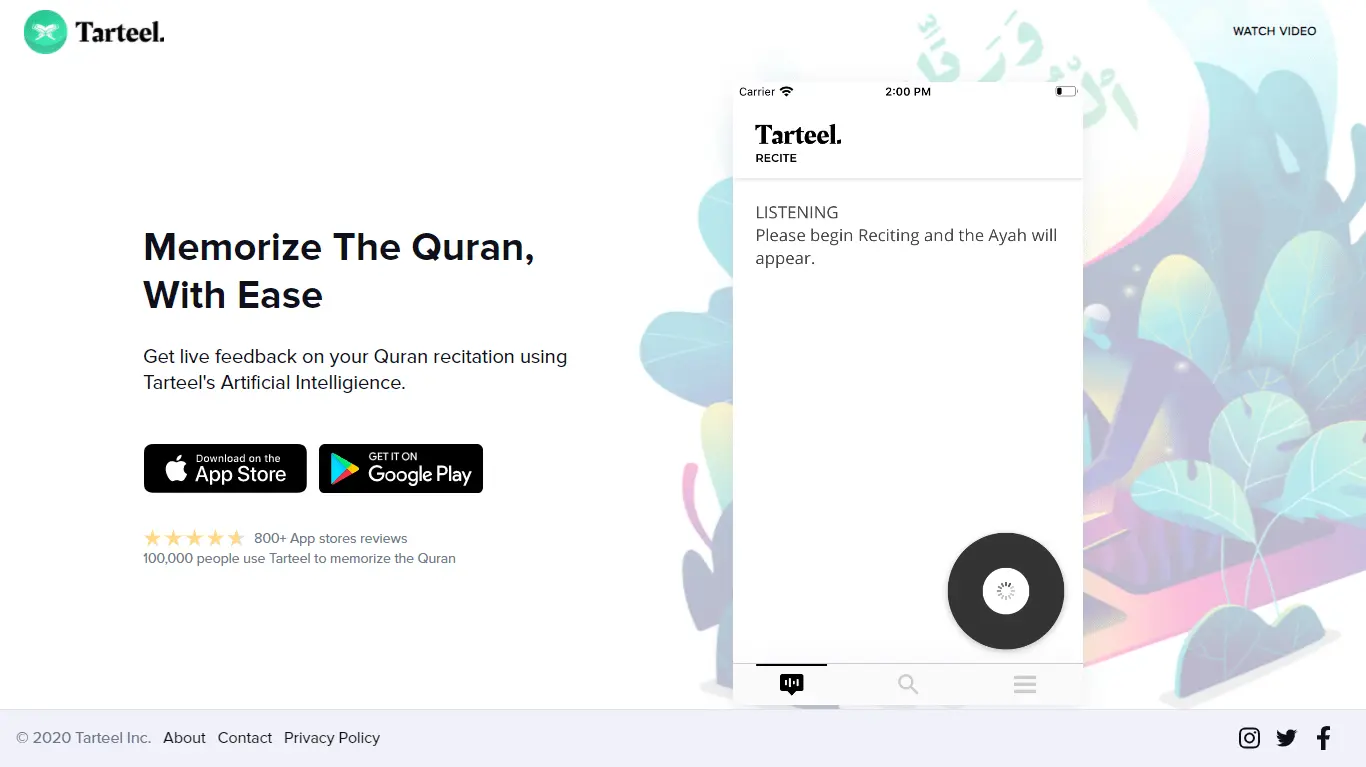 Tarteel.
WATCH VIDEO
Memorize The Quran,
With Ease
Get live feedback on your Quran recitation using
Tarteel's Artificial Intelligience.
Download on the
App Store
GET IT ON
Google Play
800+ App stores reviews
100,000 people use Tarteel to memorize the Quran
Carrier
2:00 PM
Tarteel.
RECITE
LISTENING
Please begin Reciting and the Ayah will
appear.
© 2020 Tarteel Inc. About Contact Privacy Policy